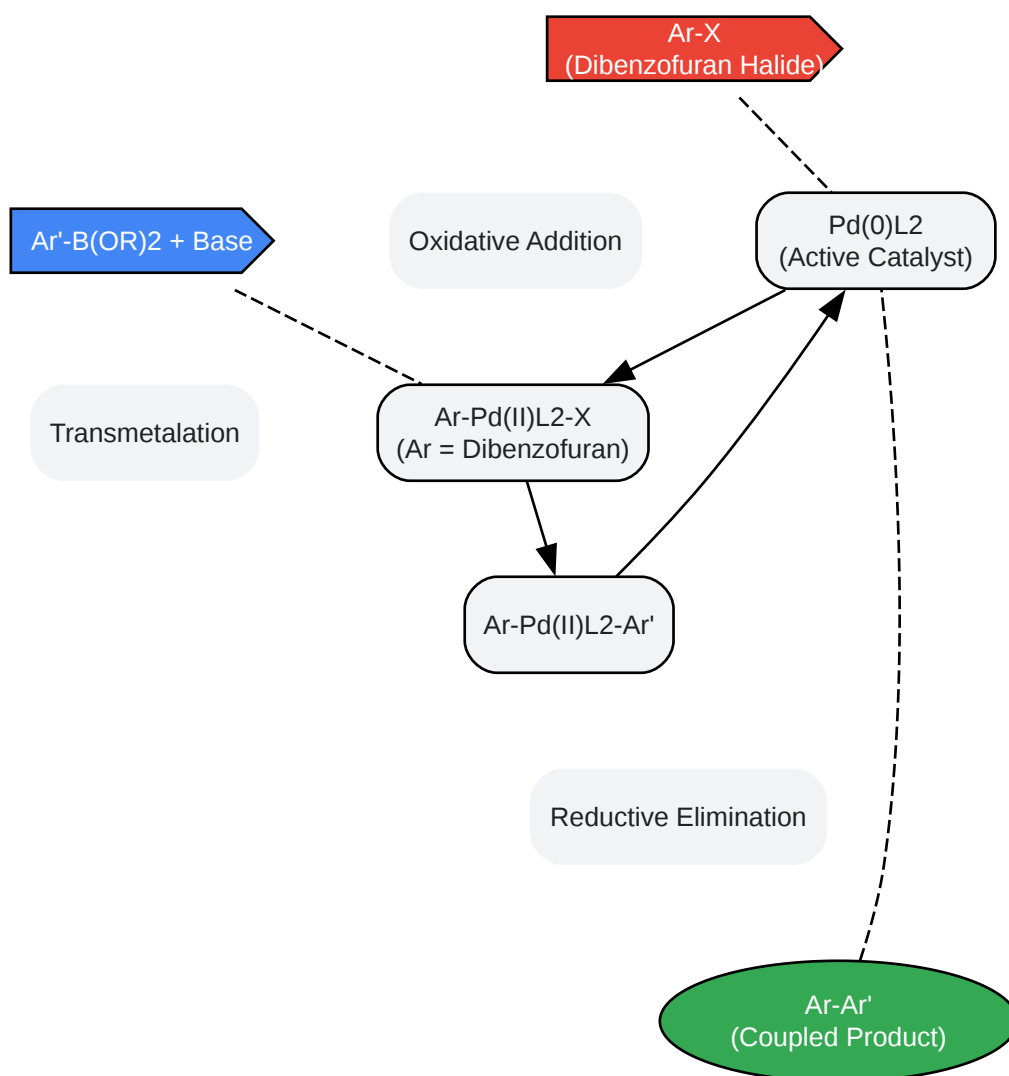 Ar-X
(Dibenzofuran Halide)
Ar'-B(OR)2 + Base
Oxidative Addition
Pd(0)L2
(Active Catalyst)
Transmetalation
Ar-Pd(II)L2-X
(Ar = Dibenzofuran)
Ar-Pd(II)L2-Ar'
Reductive Elimination
Ar-Ar'
(Coupled Product)